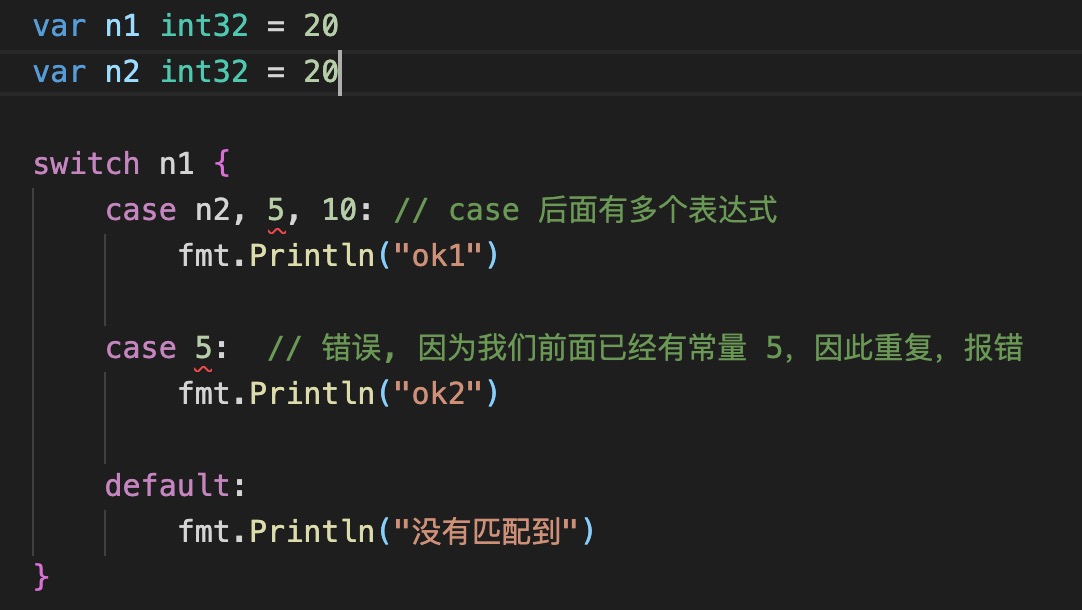 var n1 int32 = 20
var n2 int32 = 20
switch n1 {
case n2, 5, 10: // case 后面有多个表达式
fmt.Println("ok1")
case 5:  // 错误, 因为我们前面已经有常量 5，因此重复，报错
fmt.Println("ok2")
default:
fmt.Println("没有匹配到")
}